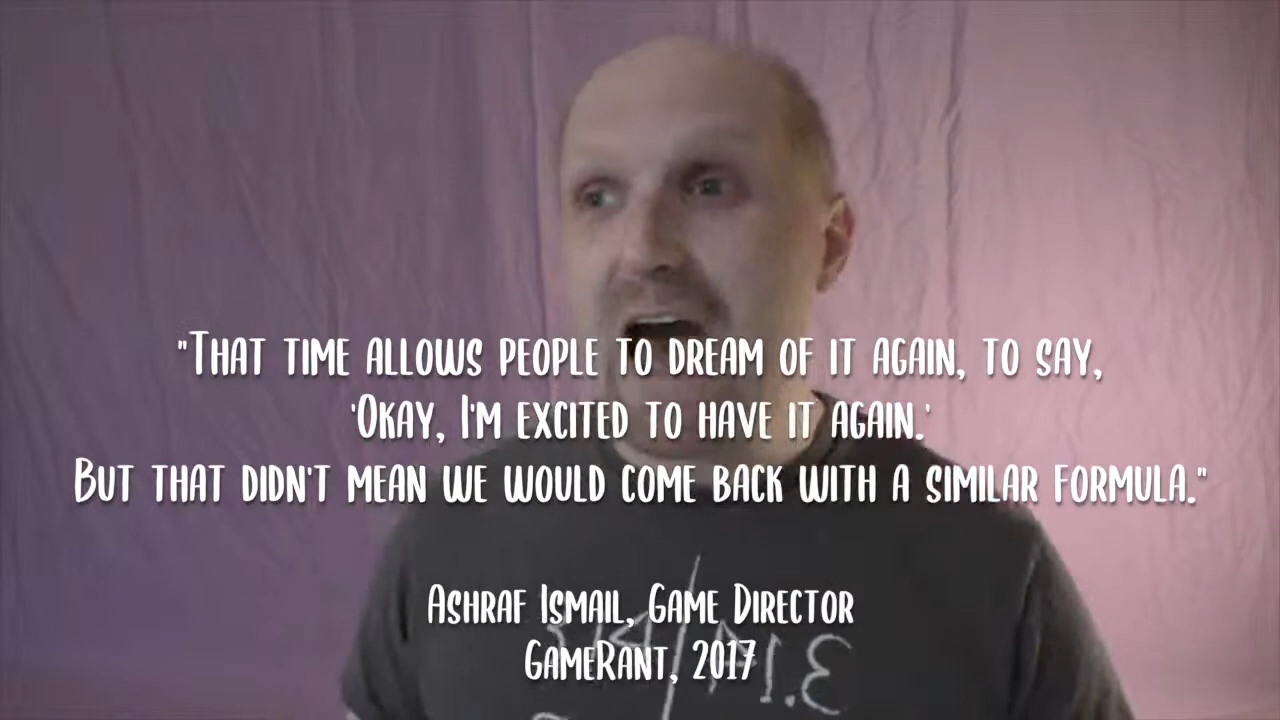 "That time allows people to dream of it again, to say,
'Okay, I'm excited to have it again.'
But that didn't mean we would come back with a similar formula."
Ashraf Ismail, Game Director
GameRant, 2017